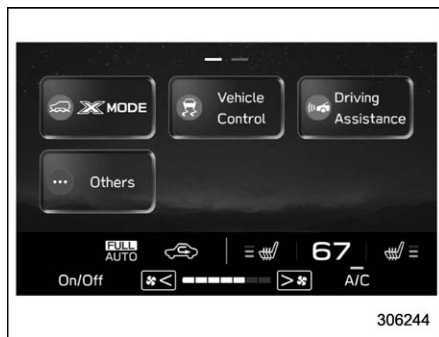 X MODE
Vehicle
Control
Driving
Assistance
Others
FULL
AUTO
67
On/Off
< >
A/C
306244